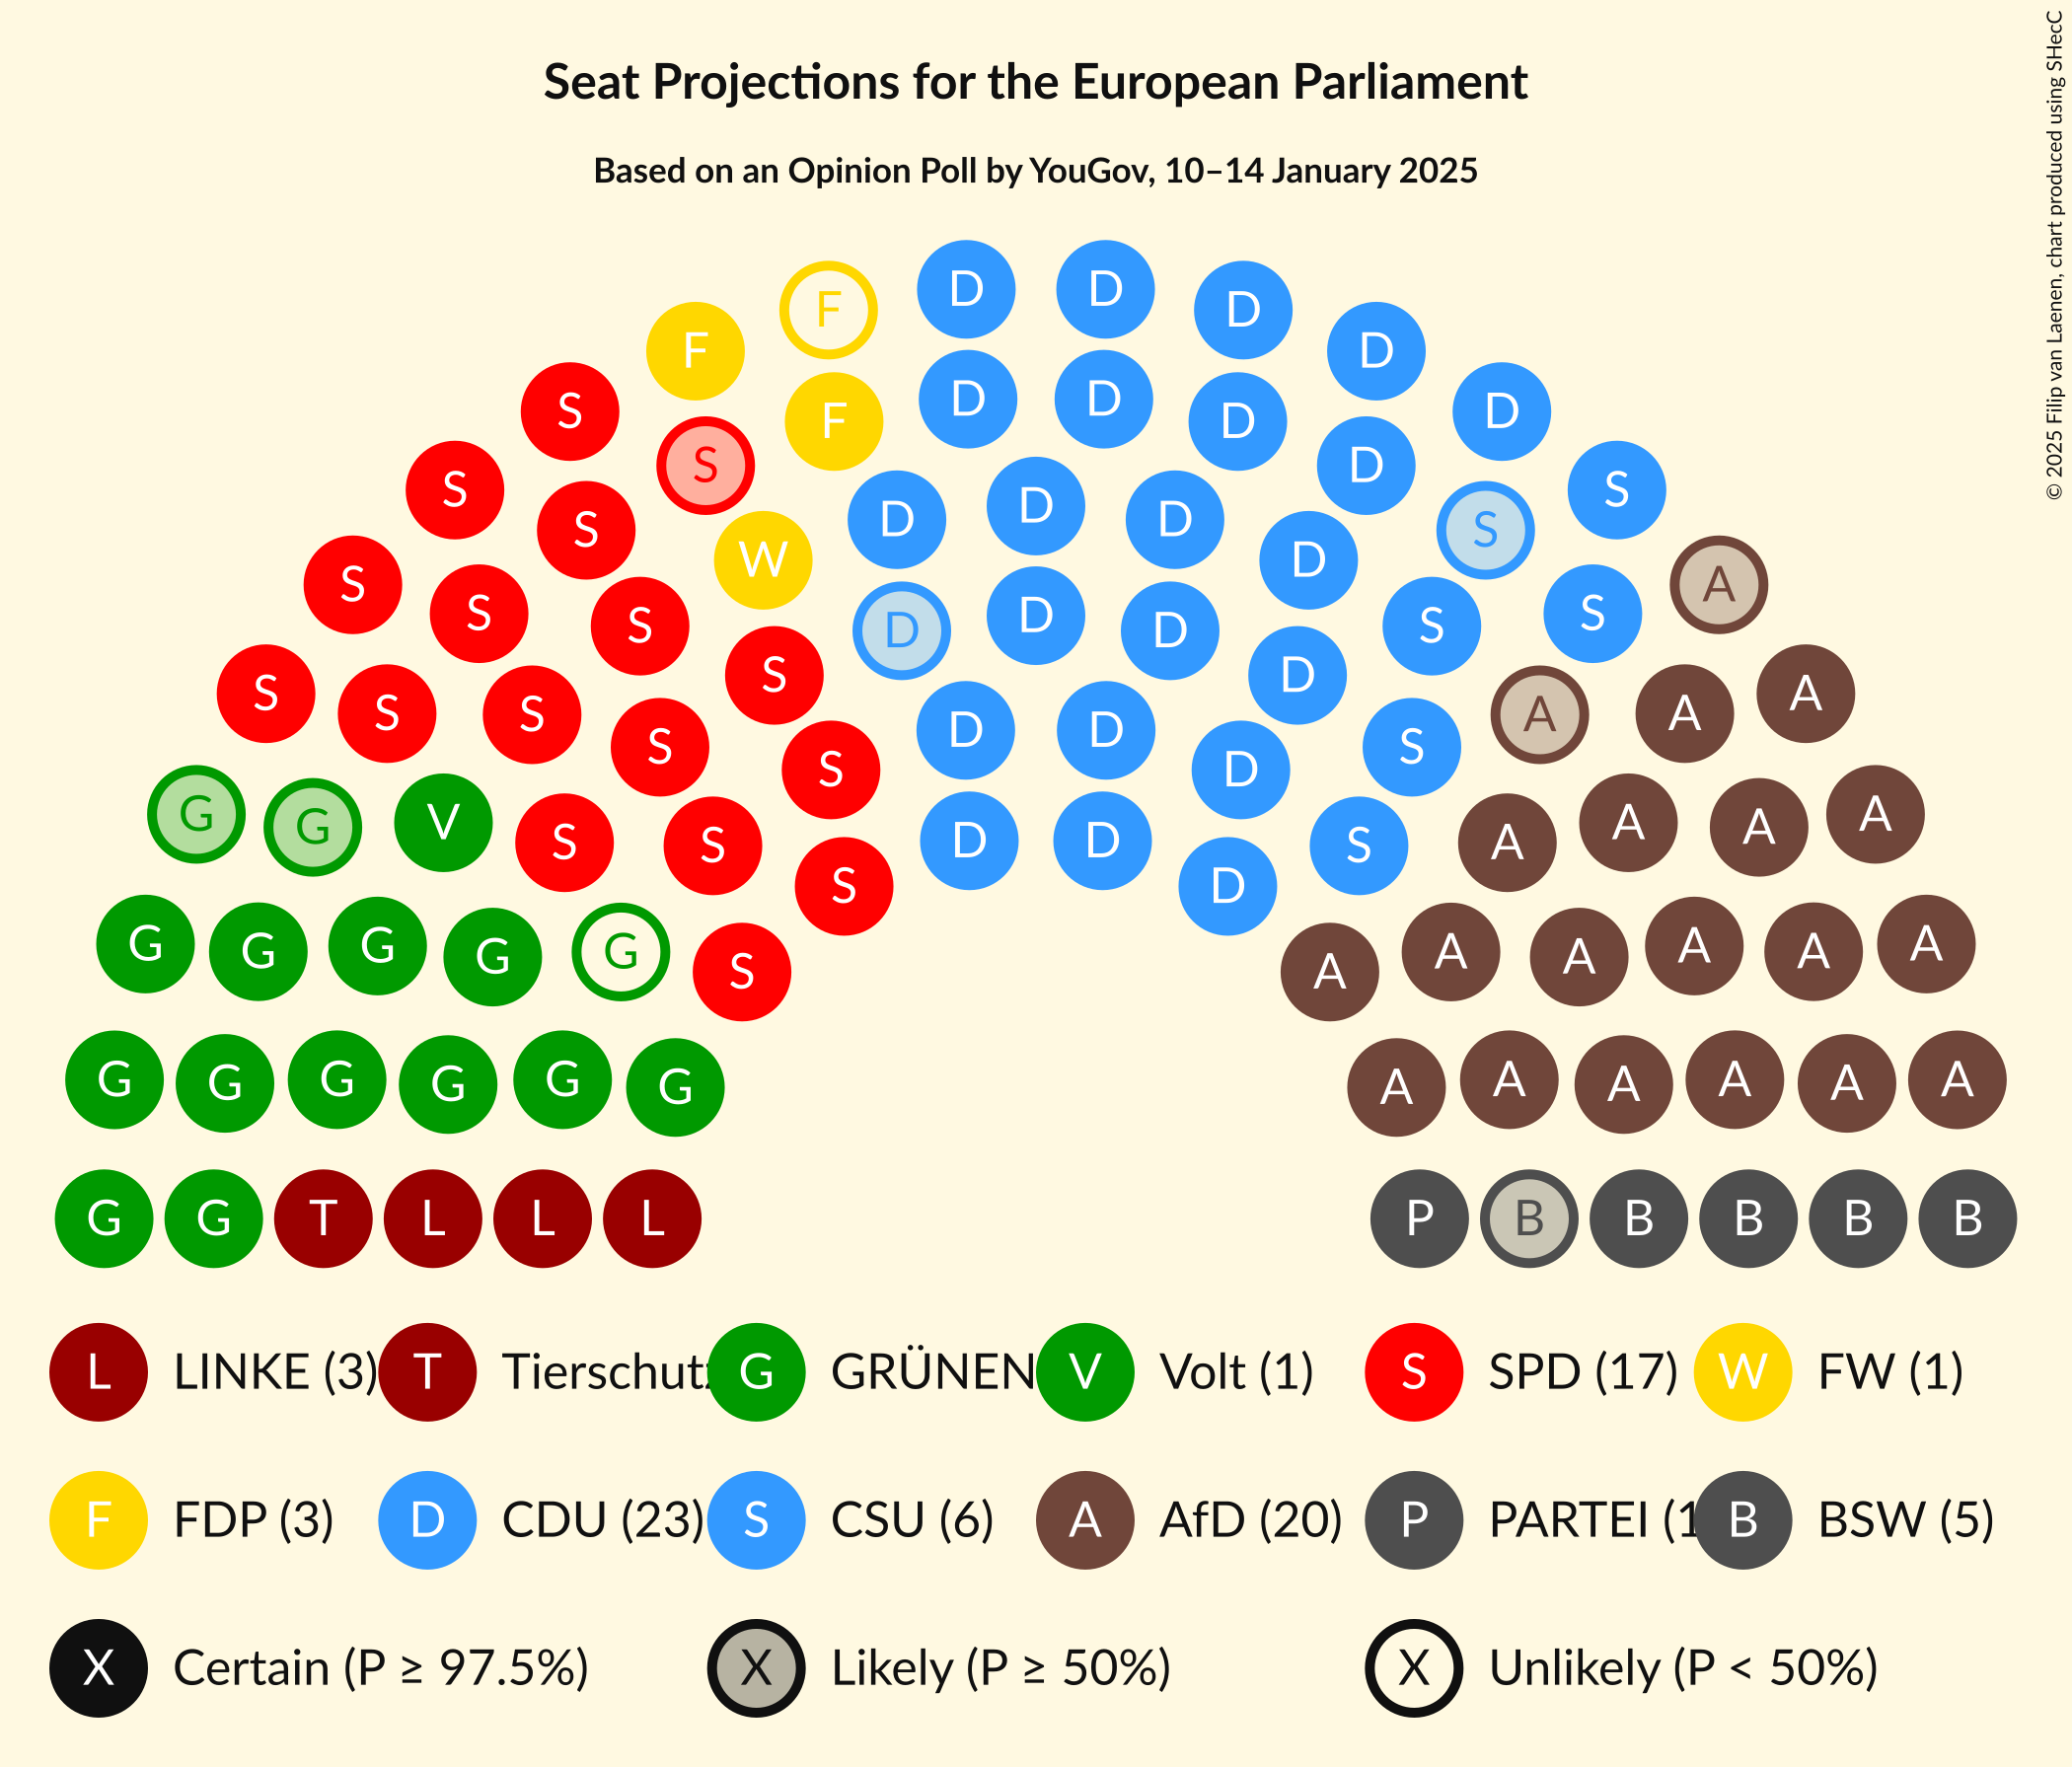 Seat Projections for the European Parliament
Based on an Opinion Poll by YouGov, 10–14 January 2025
© 2025 Filip van Laenen, chart produced using SHecC
D D
F D
F D
D D
S D
F D
S D
S S
D
D D
S S
W D
S A
S D S
S D D S
S D
S A
S S A A
D D
S S
S D
G A
G V A A
S S D D S A
S D
G G G A A A
G G A A
S A
G G G G G G A A A A A A
G G T L L L P B B B B B
L LINKE (3) T Tierschutz G GRÜNEN V Volt (1) S SPD (17) W FW (1)
F FDP (3) D CDU (23) S CSU (6) A AfD (20) P PARTEI (1 B BSW (5)
X Certain (P ≥ 97.5%) X Likely (P ≥ 50%) X Unlikely (P < 50%)